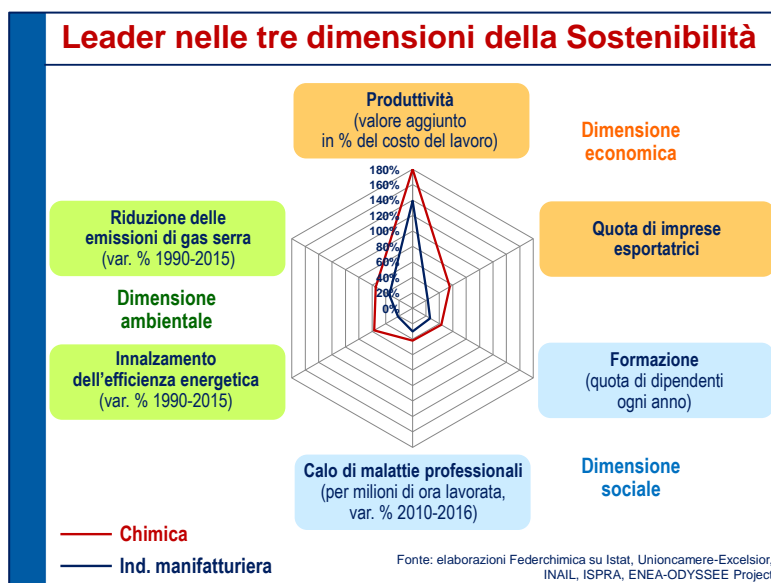 Leader nelle tre dimensioni della Sostenibilità
Produttività
(valore aggiunto
in % del costo del lavoro)
Dimensione
economica
180%
160%
140%
120%
100%
80%
60%
40%
20%
0%
Riduzione delle
emissioni di gas serra
(var. % 1990-2015)
Quota di imprese
esportatrici
Dimensione
ambientale
Innalzamento
dell'efficienza energetica
(var. % 1990-2015)
Formazione
(quota di dipendenti
ogni anno)
Calo di malattie professionali
(per milioni di ora lavorata,
var. % 2010-2016)
Dimensione
sociale
Chimica
Ind. manifatturiera
Fonte: elaborazioni Federchimica su Istat, Unioncamere-Excelsior,
INAIL, ISPRA, ENEA-ODYSSEE Project